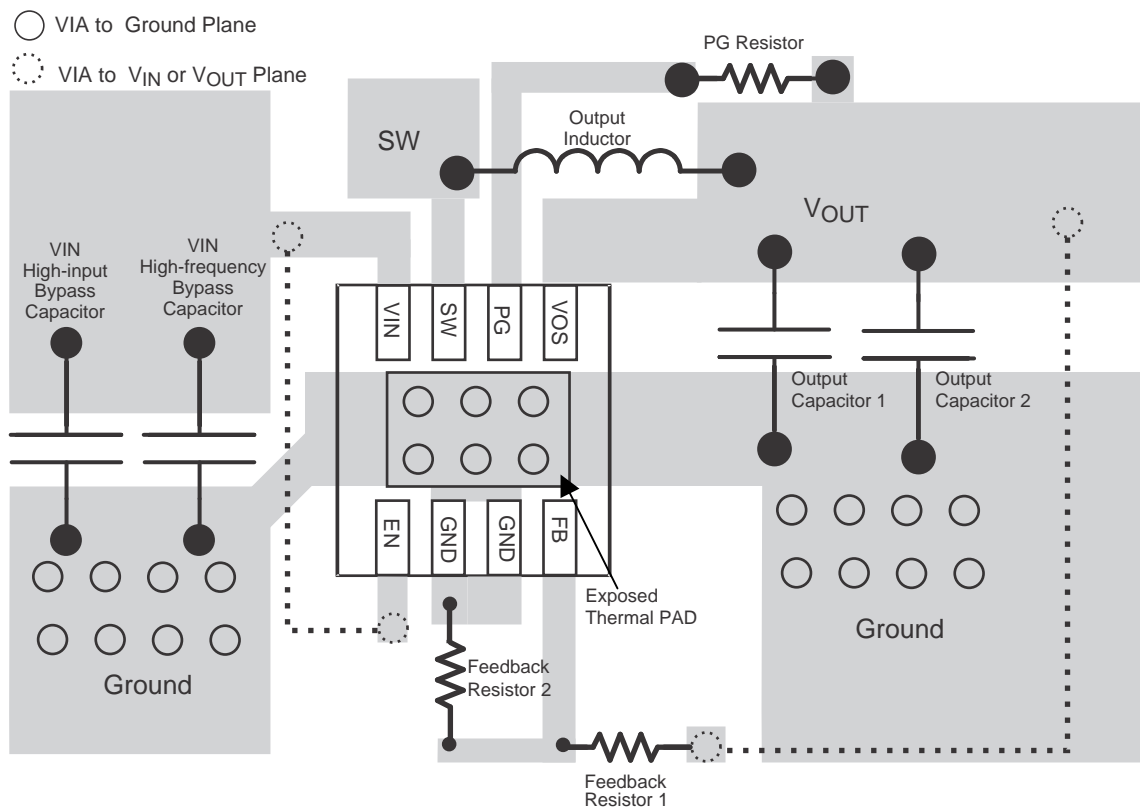 VIA to Ground Plane
VIA to VIN or VOUT Plane
PG Resistor
SW
Output
Inductor
VOUT
VIN
High-input
Bypass
Capacitor
VIN
High-frequency
Bypass
Capacitor
VIN
SW
PG
VOS
Output
Capacitor 1
Output
Capacitor 2
EN
GND
GND
FB
Exposed
Thermal PAD
Ground
Ground
Feedback
Resistor 2
Feedback
Resistor 1